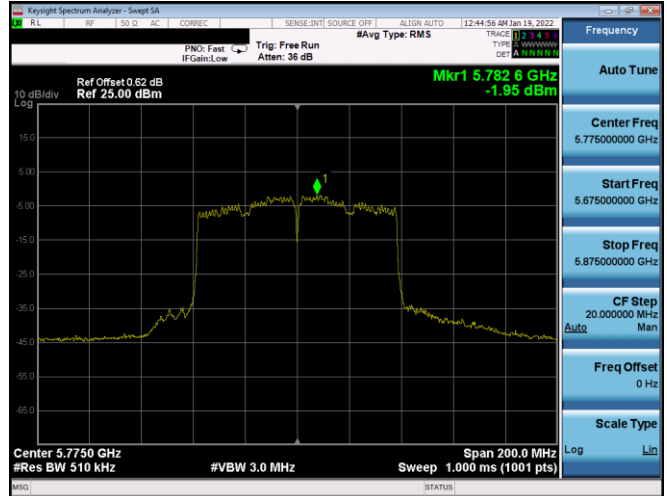 Keysight Spectrum Analyzer - Swept SA
RL RF 50 Ω AC CORREC SENSE:INT SOURCE OFF ALIGN AUTO 12:44:56 AM Jan 19, 2022
#Avg Type: RMS TRACE 1 2 3 4 5 6
PNO: Fast Trig: Free Run TYPE A WWWWW
IFGain:Low Atten: 36 dB DET A N N N N N
Frequency
Mkr1 5.782 6 GHz
-1.95 dBm
Ref Offset 0.62 dB
10 dB/div Ref 25.00 dBm
Log
15.0
5.00
-5.00
-15.0
-25.0
-35.0
-45.0
-55.0
-65.0
1
Center 5.7750 GHz Span 200.0 MHz
#Res BW 510 kHz #VBW 3.0 MHz Sweep 1.000 ms (1001 pts)
MSG STATUS
Auto Tune
Center Freq
5.775000000 GHz
Start Freq
5.675000000 GHz
Stop Freq
5.875000000 GHz
CF Step
20.000000 MHz
Auto Man
Freq Offset
0 Hz
Scale Type
Log Lin